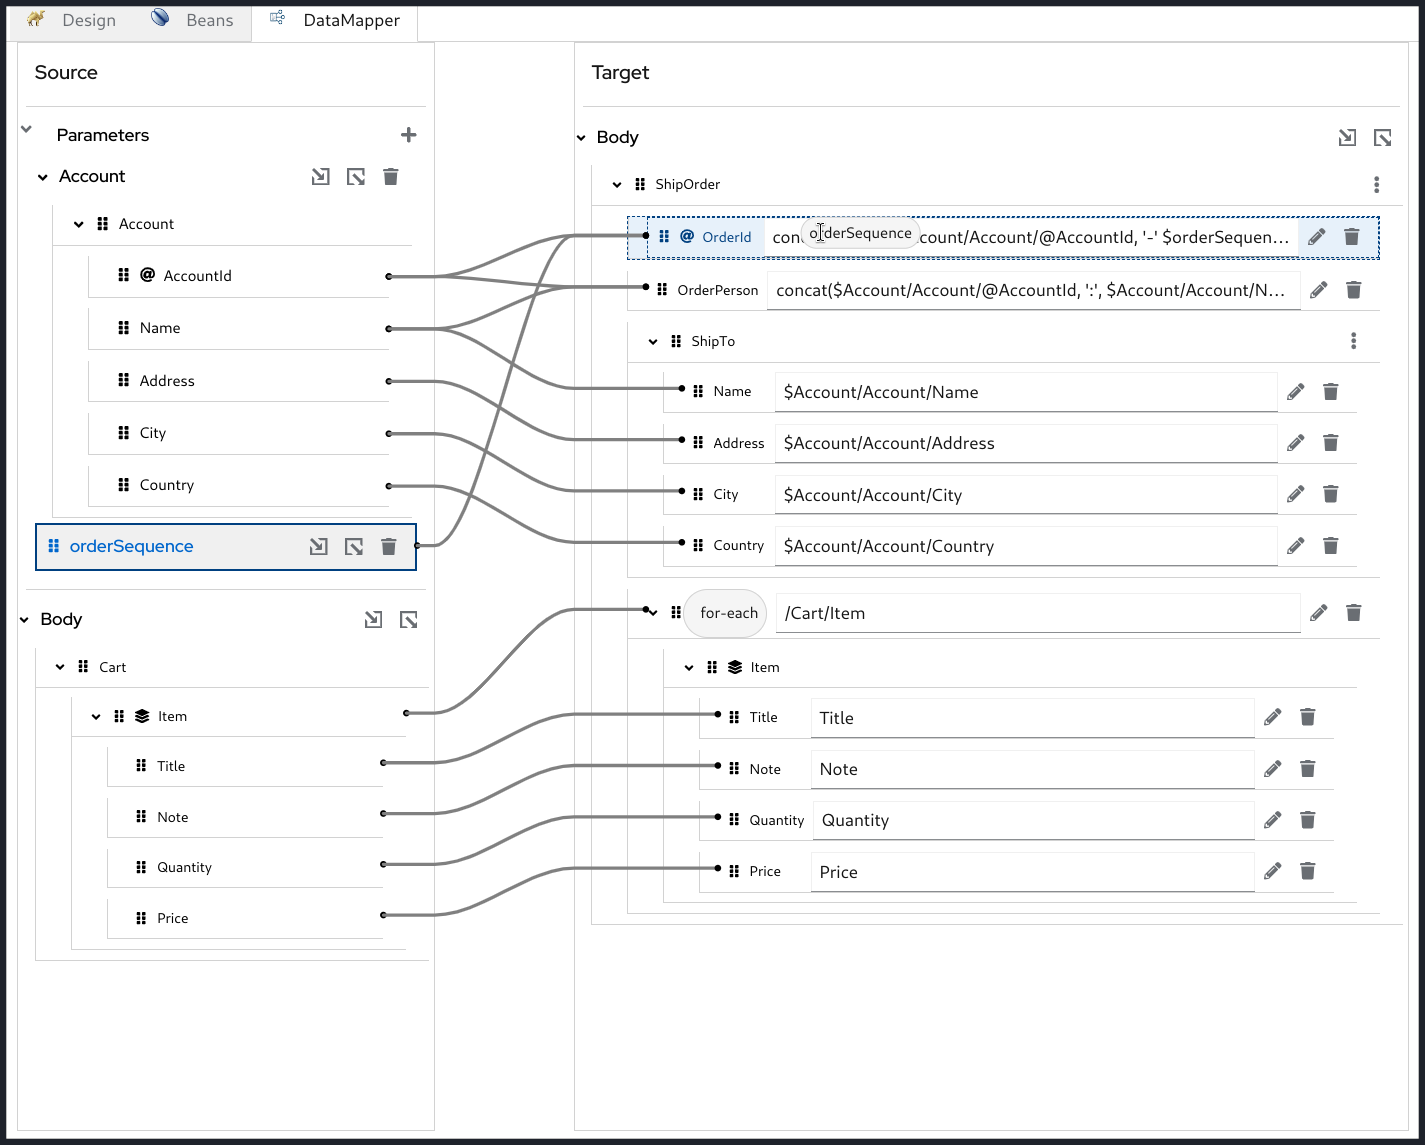 Design Beans DataMapper
Source
Parameters
Account
Account
@ AccountId
Name
Address
City
Country
orderSequence
Body
Cart
Item
Title
Note
Quantity
Price
Target
Body
ShipOrder
@ OrderId orderSequence count/Account/@AccountId, '-' $orderSequen...
OrderPerson concat($Account/Account/@AccountId, ':', $Account/Account/N...
ShipTo
Name $Account/Account/Name
Address $Account/Account/Address
City $Account/Account/City
Country $Account/Account/Country
for-each /Cart/Item
Item
Title Title
Note Note
Quantity Quantity
Price Price